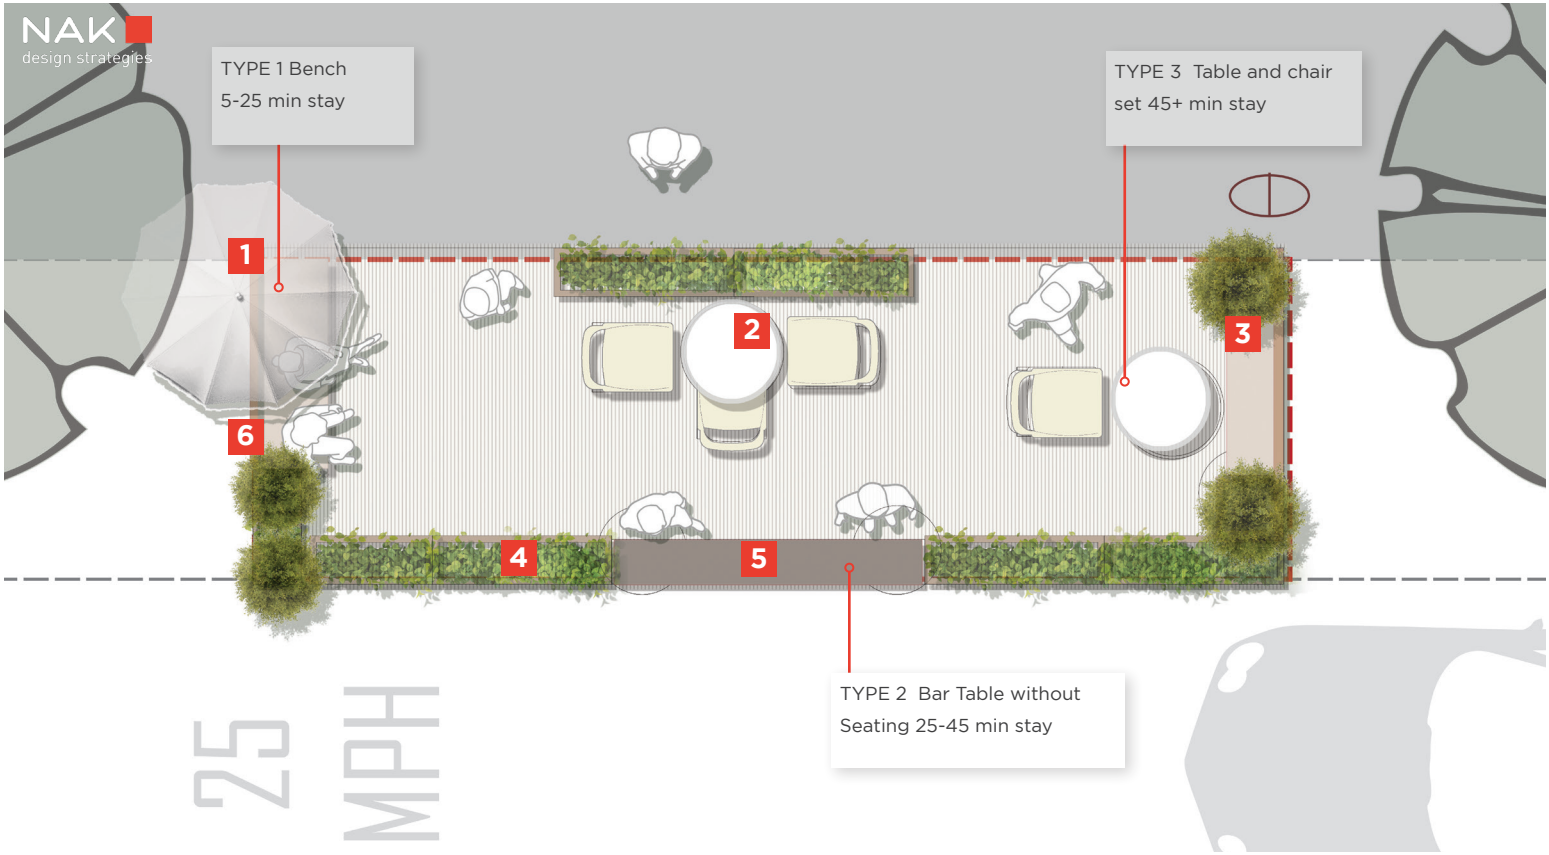 NAK
design strategies
TYPE 1 Bench
5-25 min stay
TYPE 3 Table and chair
set 45+ min stay
1
2
3
6
4
5
TYPE 2 Bar Table without
Seating 25-45 min stay
25
MPH